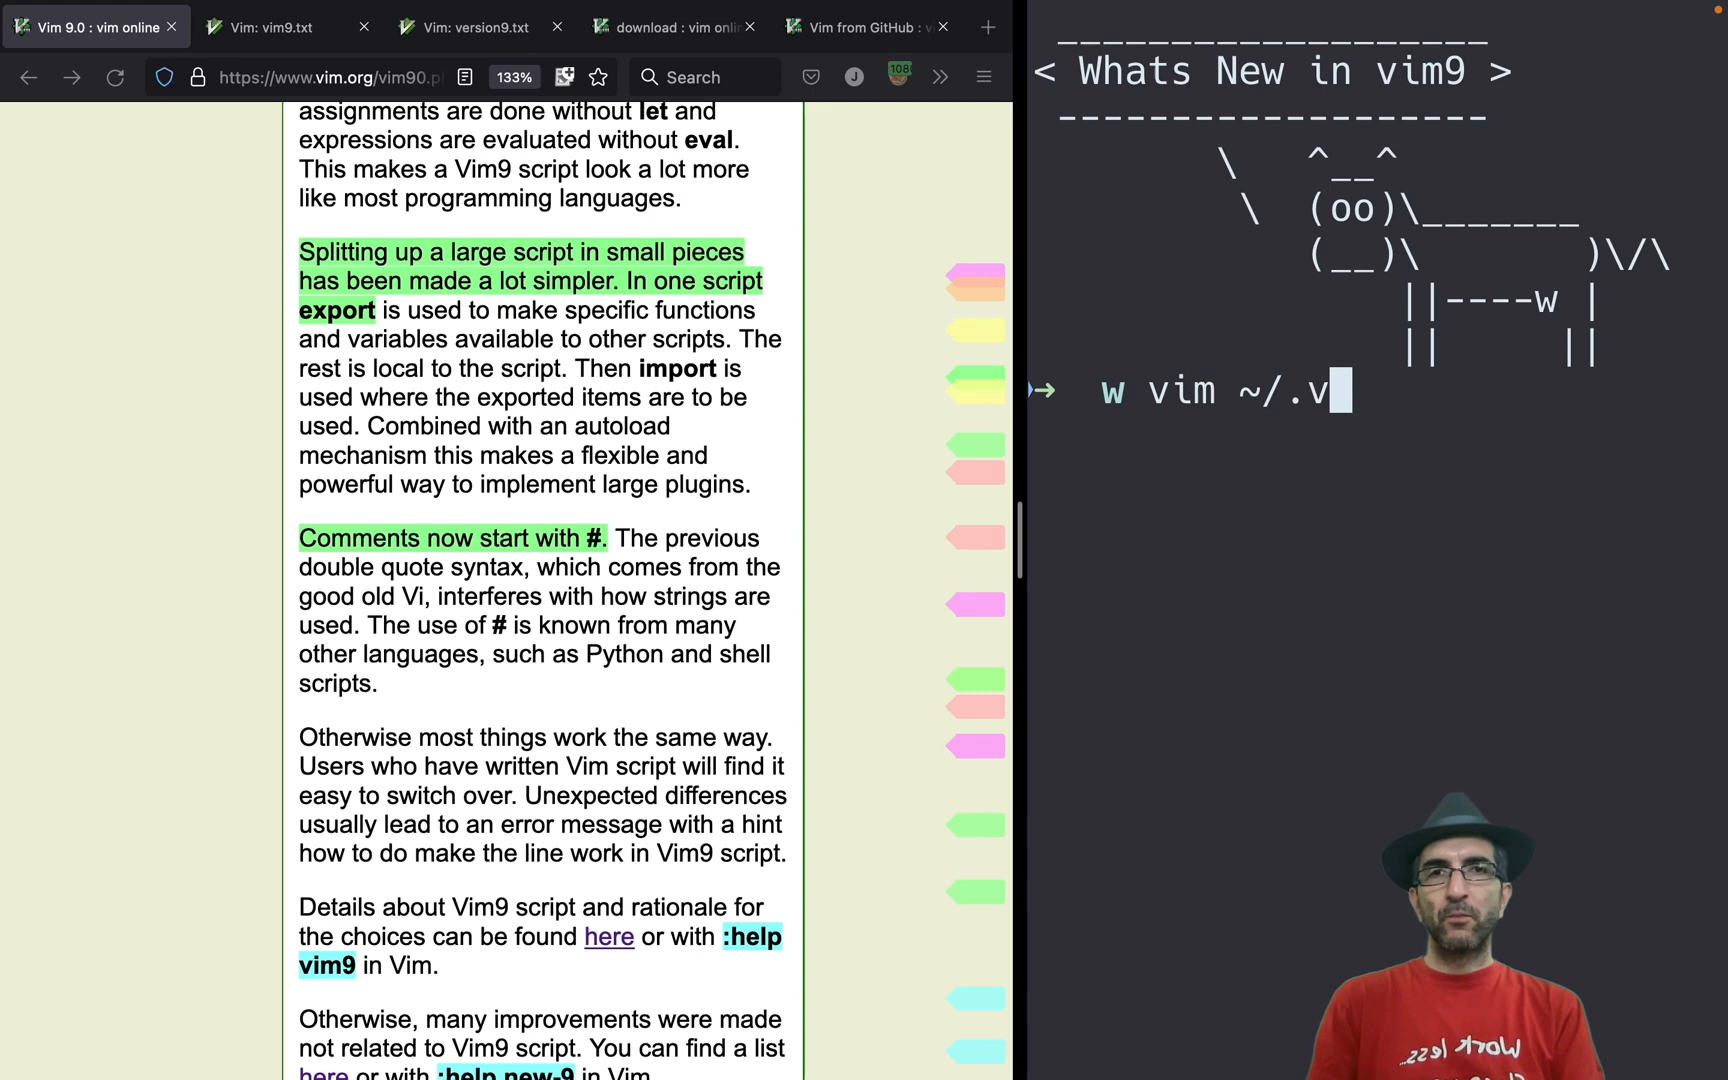 Vim 9.0 : vim online
Vim: vim9.txt
Vim: version9.txt
download : vim onlin
Vim from GitHub : v
https://www.vim.org/vim90.p
133%
Search
J
108
assignments are done without let and
expressions are evaluated without eval.
This makes a Vim9 script look a lot more
like most programming languages.
Splitting up a large script in small pieces
has been made a lot simpler. In one script
export is used to make specific functions
and variables available to other scripts. The
rest is local to the script. Then import is
used where the exported items are to be
used. Combined with an autoload
mechanism this makes a flexible and
powerful way to implement large plugins.
Comments now start with #. The previous
double quote syntax, which comes from the
good old Vi, interferes with how strings are
used. The use of # is known from many
other languages, such as Python and shell
scripts.
Otherwise most things work the same way.
Users who have written Vim script will find it
easy to switch over. Unexpected differences
usually lead to an error message with a hint
how to do make the line work in Vim9 script.
Details about Vim9 script and rationale for
the choices can be found here or with :help
vim9 in Vim.
Otherwise, many improvements were made
not related to Vim9 script. You can find a list
here or with :help new-9 in Vim.
___________________
< Whats New in vim9 >
-------------------
\   ^__^
\  (oo)\_______
(__)\       )\/\
||----w |
||     ||
→ w vim ~/.v
Work less...